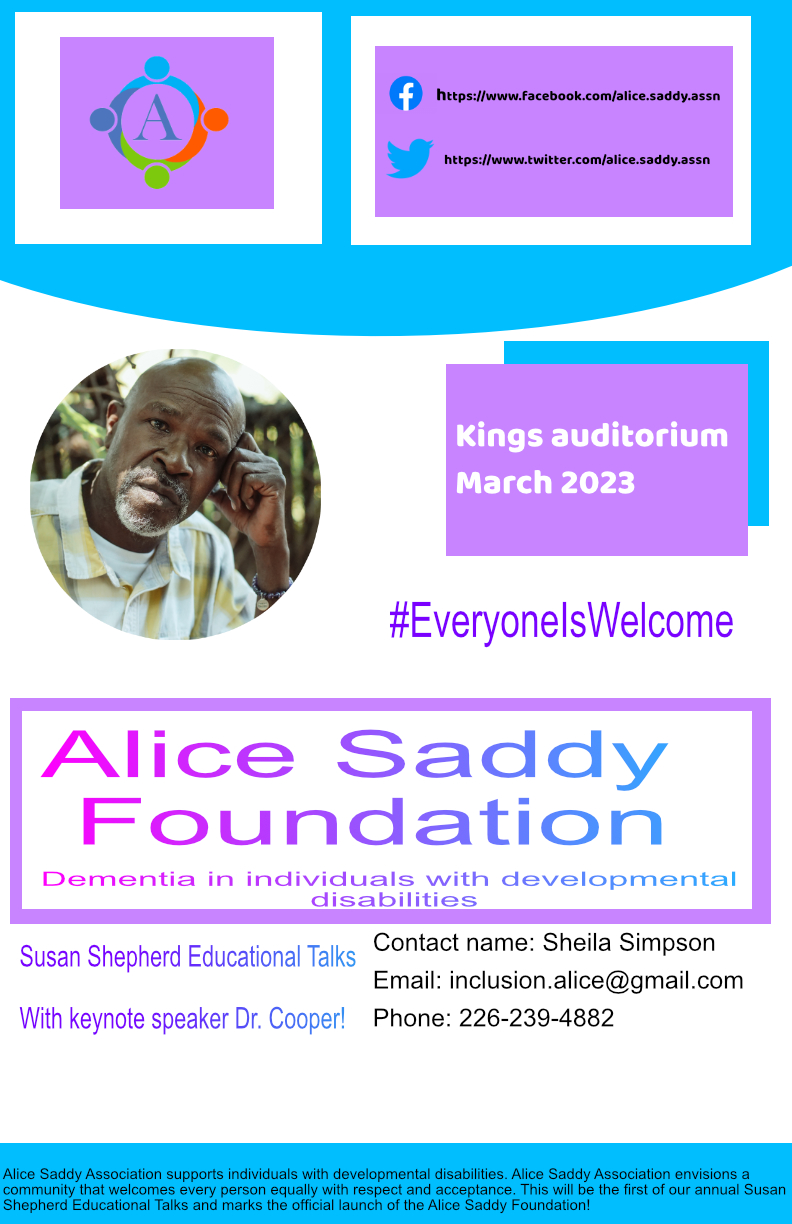 A
https://www.facebook.com/alice.saddy.assn
https://www.twitter.com/alice.saddy.assn
Kings auditorium
March 2023
#EveryoneIsWelcome
Alice Saddy
Foundation
Dementia in individuals with developmental
disabilities
Susan Shepherd Educational Talks
With keynote speaker Dr. Cooper!
Contact name: Sheila Simpson
Email: inclusion.alice@gmail.com
Phone: 226-239-4882
Alice Saddy Association supports individuals with developmental disabilities. Alice Saddy Association envisions a
community that welcomes every person equally with respect and acceptance. This will be the first of our annual Susan
Shepherd Educational Talks and marks the official launch of the Alice Saddy Foundation!